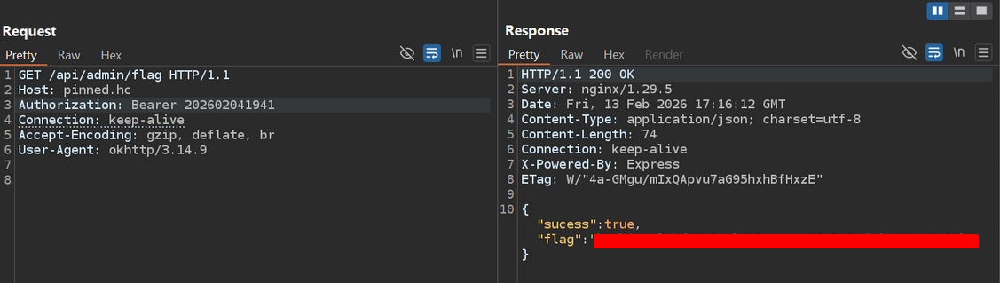 Request
Pretty Raw Hex \n
1 GET /api/admin/flag HTTP/1.1
2 Host: pinned.hc
3 Authorization: Bearer 202602041941
4 Connection: keep-alive
5 Accept-Encoding: gzip, deflate, br
6 User-Agent: okhttp/3.14.9
7
8
Response
Pretty Raw Hex Render \n
1 HTTP/1.1 200 OK
2 Server: nginx/1.29.5
3 Date: Fri, 13 Feb 2026 17:16:12 GMT
4 Content-Type: application/json; charset=utf-8
5 Content-Length: 74
6 Connection: keep-alive
7 X-Powered-By: Express
8 ETag: W/"4a-GMgu/mIxQApvu7aG95hxhBfHxzE"
9
10 {
"sucess":true,
"flag":"
}